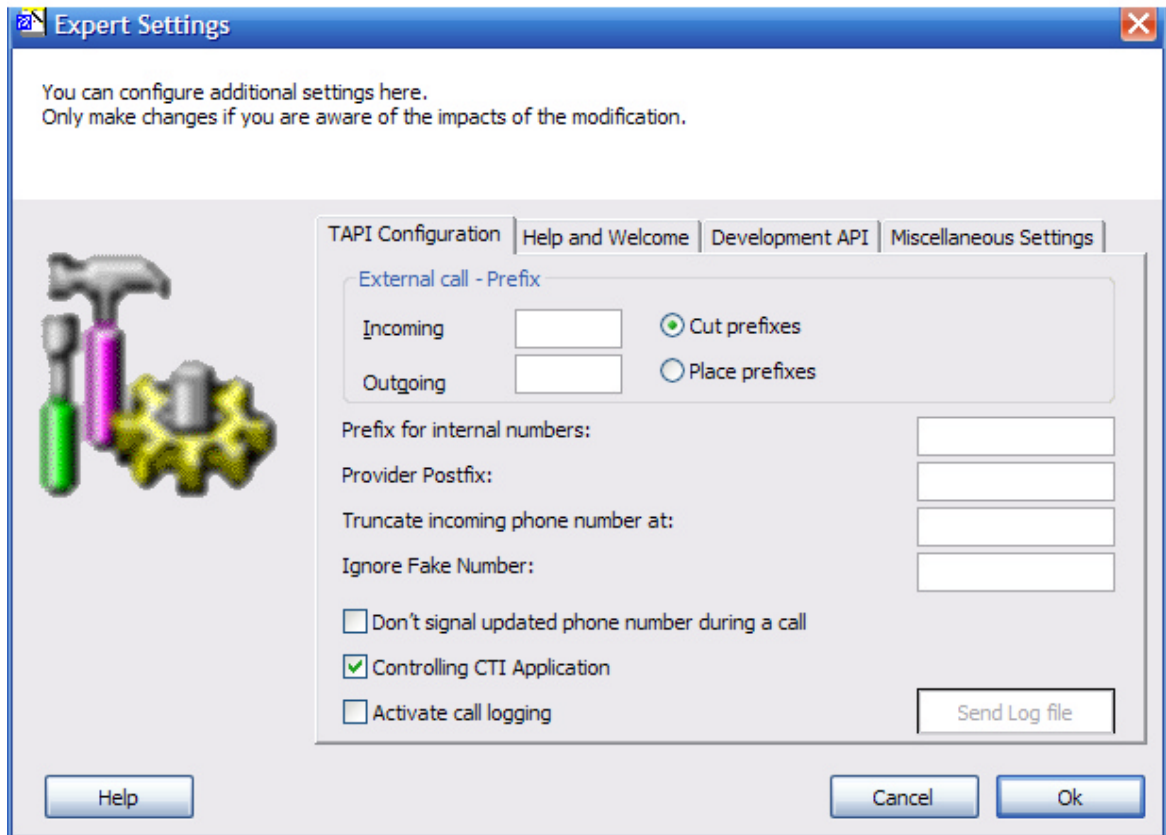 Expert Settings
You can configure additional settings here.
Only make changes if you are aware of the impacts of the modification.
TAPI Configuration Help and Welcome Development API Miscellaneous Settings
External call - Prefix
Incoming Cut prefixes
Outgoing Place prefixes
Prefix for internal numbers:
Provider Postfix:
Truncate incoming phone number at:
Ignore Fake Number:
Don't signal updated phone number during a call
Controlling CTI Application
Activate call logging Send Log file
Help Cancel Ok